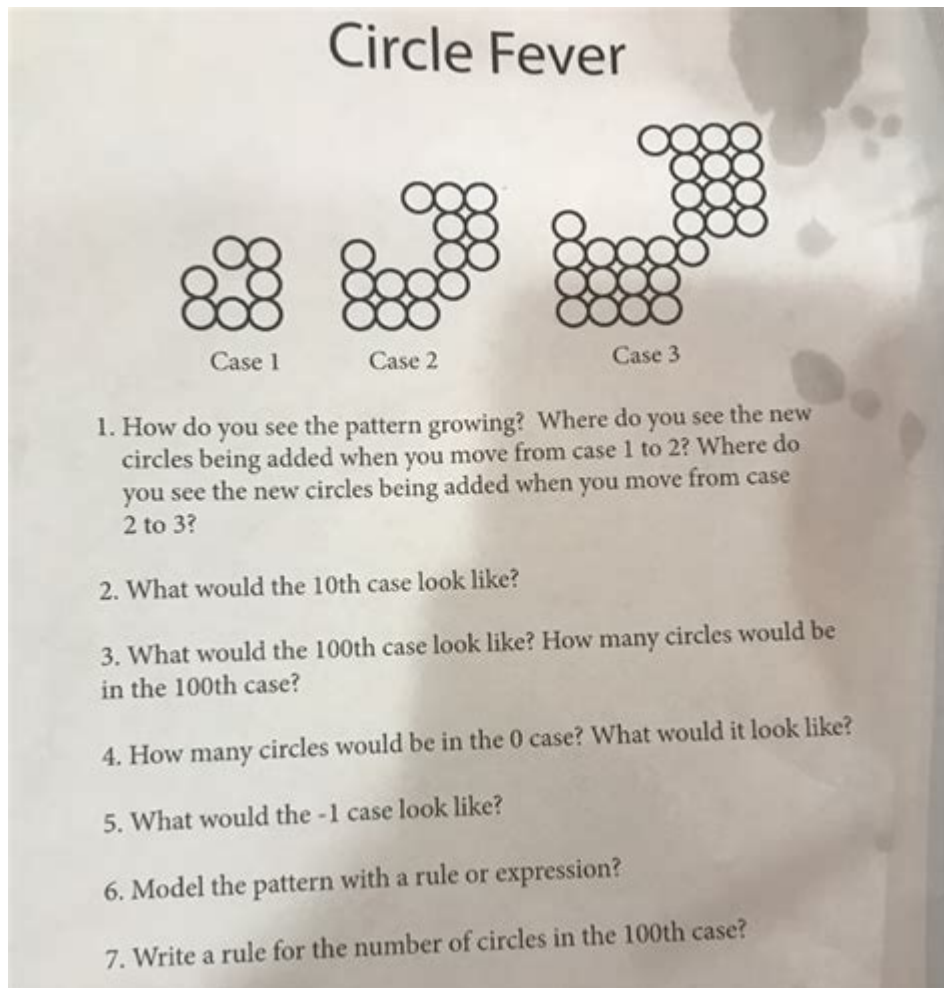 Circle Fever
Case 1
Case 2
Case 3
1. How do you see the pattern growing? Where do you see the new
circles being added when you move from case 1 to 2? Where do
you see the new circles being added when you move from case
2 to 3?
2. What would the 10th case look like?
3. What would the 100th case look like? How many circles would be
in the 100th case?
4. How many circles would be in the 0 case? What would it look like?
5. What would the -1 case look like?
6. Model the pattern with a rule or expression?
7. Write a rule for the number of circles in the 100th case?